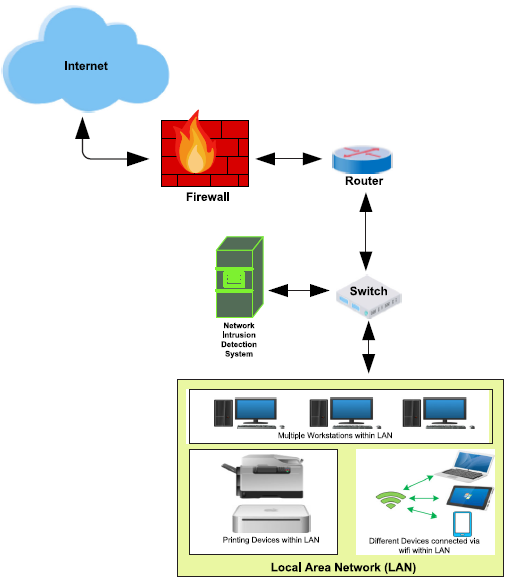 Internet
Firewall
Router
Switch
Network
Intrusion
Detection
System
Multiple Workstations within LAN
Printing Devices within LAN
Different Devices connected via
wifi within LAN
Local Area Network (LAN)